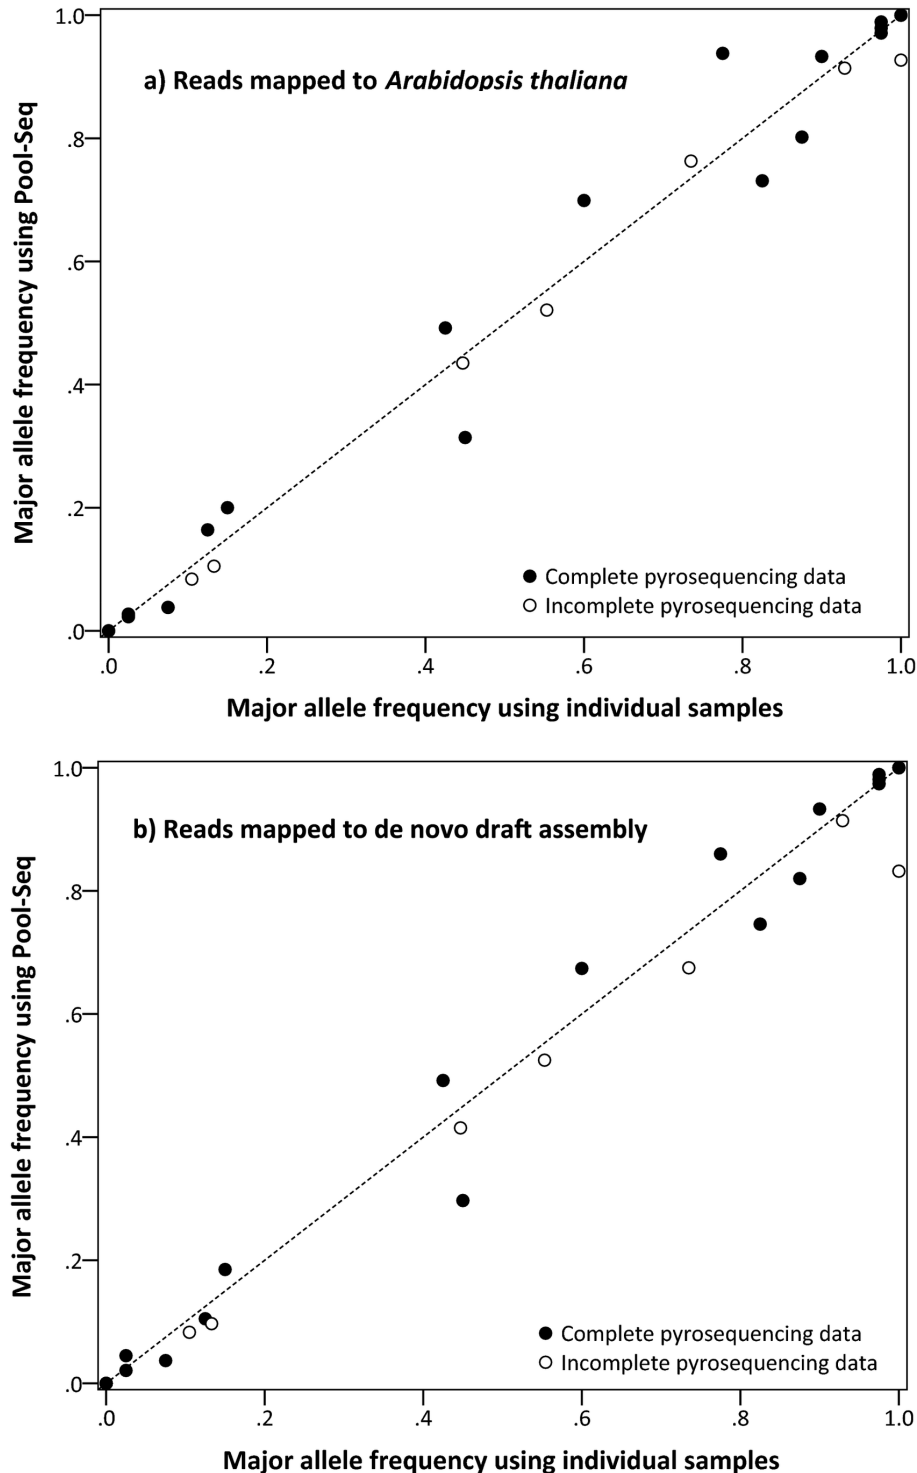 a) Reads mapped to Arabidopsis thaliana
Major allele frequency using Pool-Seq
1.0
.8
.6
.4
.2
.0
Complete pyrosequencing data
Incomplete pyrosequencing data
.0 .2 .4 .6 .8 1.0
Major allele frequency using individual samples
b) Reads mapped to de novo draft assembly
Major allele frequency using Pool-Seq
1.0
.8
.6
.4
.2
.0
Complete pyrosequencing data
Incomplete pyrosequencing data
.0 .2 .4 .6 .8 1.0
Major allele frequency using individual samples